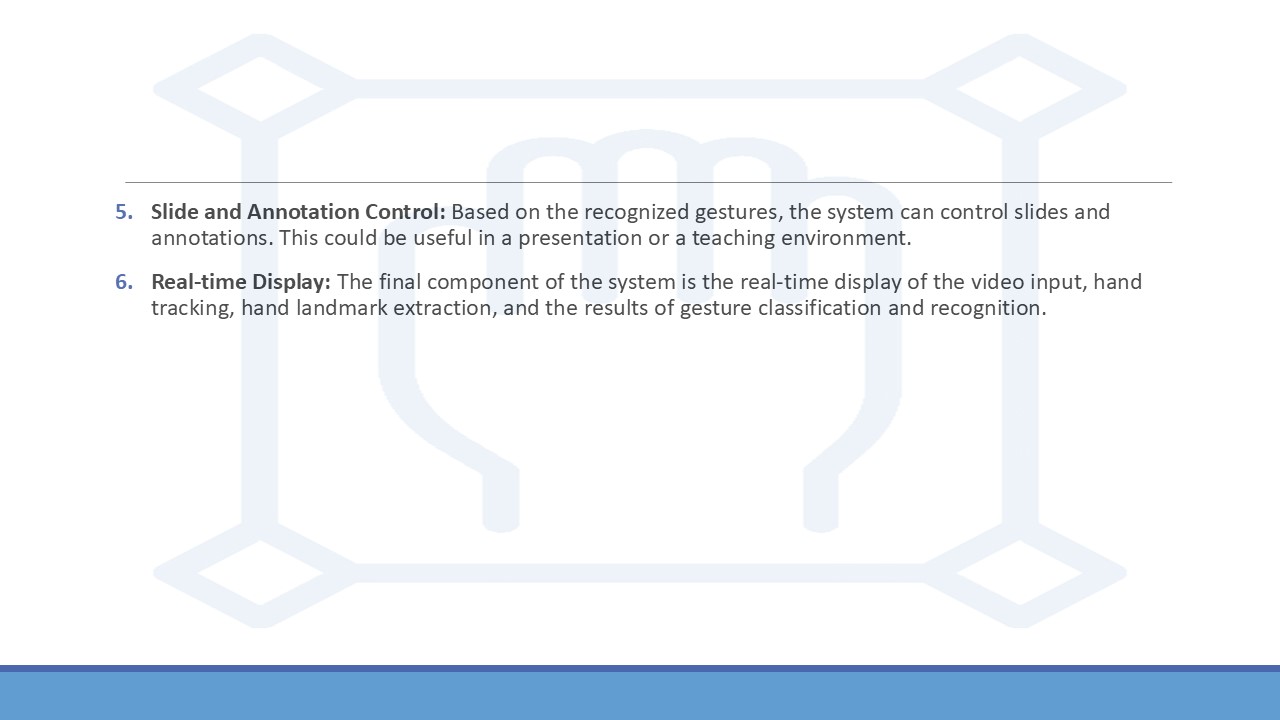 5. Slide and Annotation Control: Based on the recognized gestures, the system can control slides and
annotations. This could be useful in a presentation or a teaching environment.
6. Real-time Display: The final component of the system is the real-time display of the video input, hand
tracking, hand landmark extraction, and the results of gesture classification and recognition.